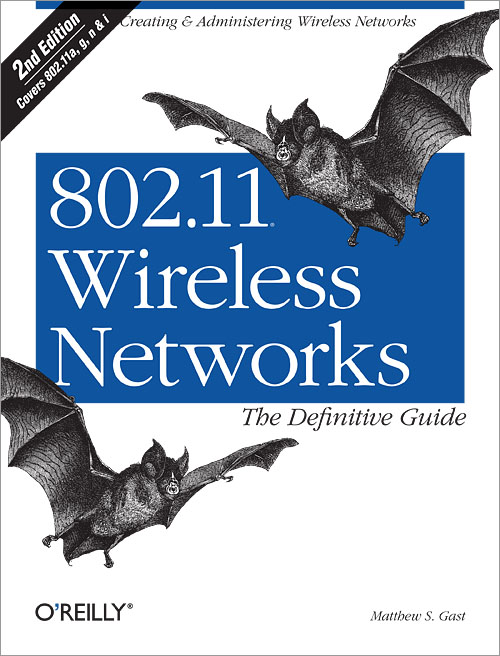 Creating & Administering Wireless Networks
2nd Edition
Covers 802.11a, g, n & i
802.11®
Wireless
Networks
The Definitive Guide
O'REILLY®
Matthew S. Gast